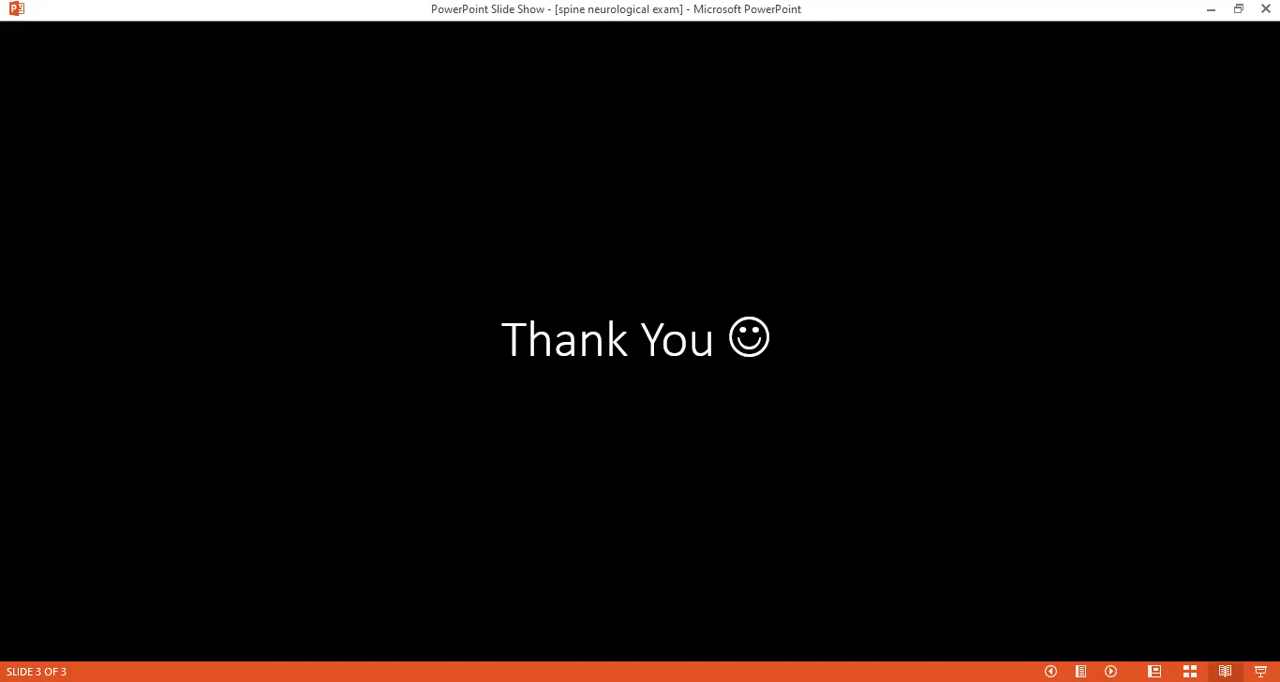 PowerPoint Slide Show - [spine neurological exam] - Microsoft PowerPoint
Thank You ☺
SLIDE 3 OF 3